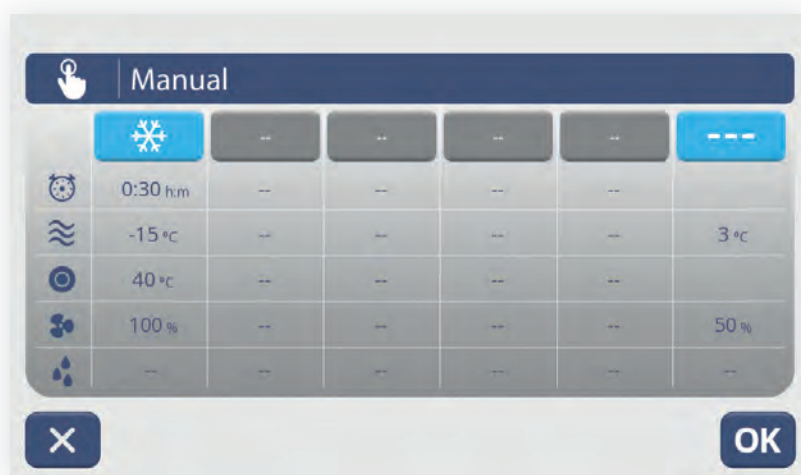 Manual
-- -- -- -- ---
0:30 h:m -- -- -- --
-15 °C -- -- -- -- 3 °C
40 °C -- -- -- --
100 % -- -- -- -- 50 %
-- -- -- -- -- --
OK